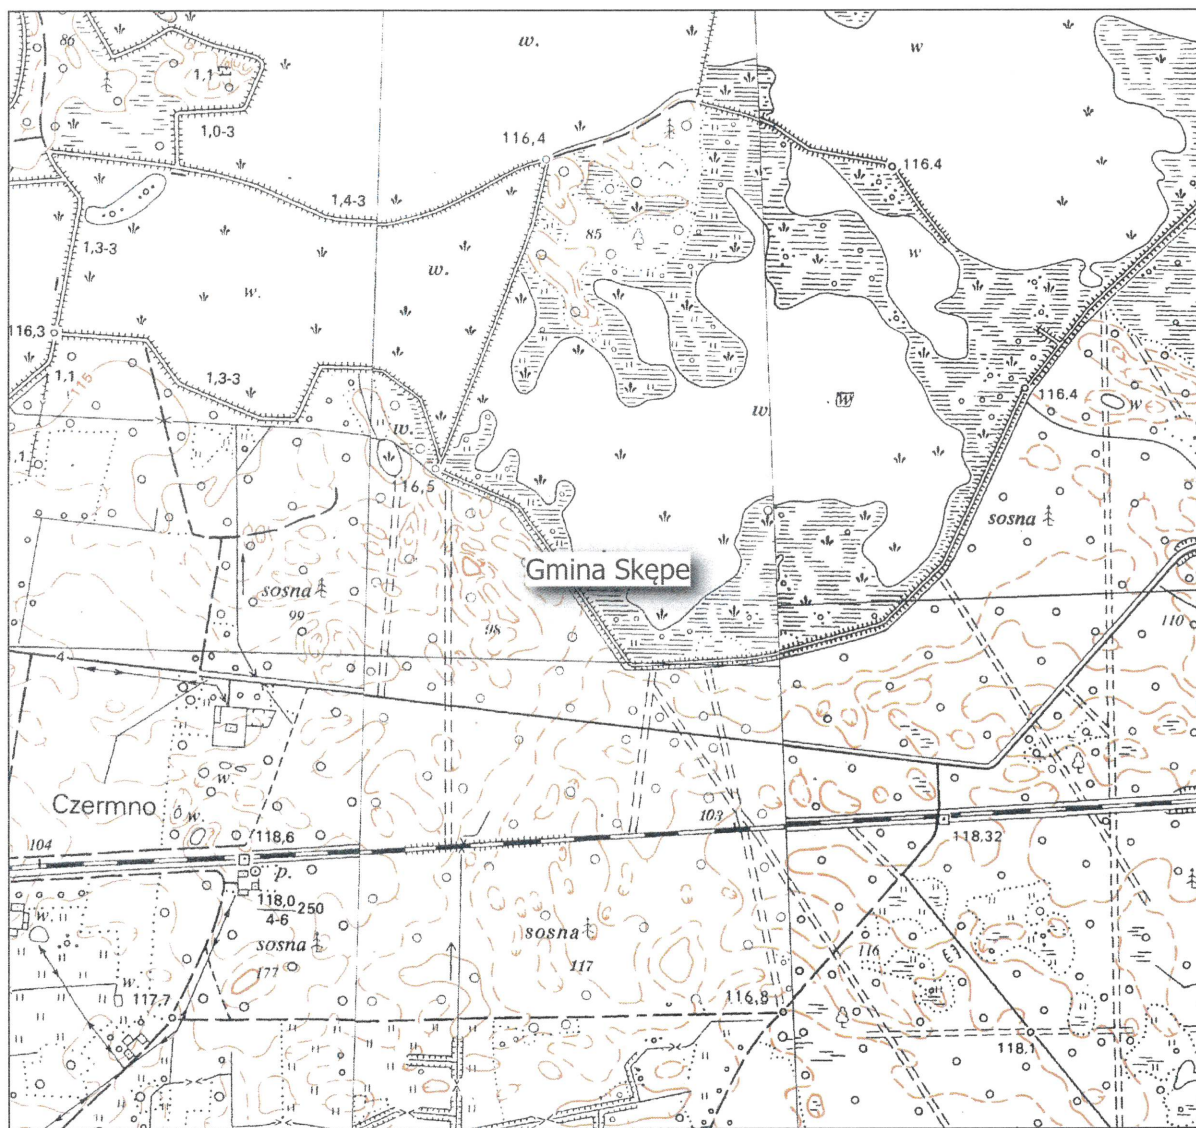 86
w.
w
1,1
1,0-3
116,4
116.4
1,4-3
85
w
1,3-3
w.
w.
116,3
1,1
115
1,3-3
116.4
w
w
w
w.
1,1
116,5
sosna
Gmina Skępe
sosna
99
98
110
4
w.
Czermno
w.
103
104
118,6
118,32
p.
118,0
4-6
250
w.
sosna
sosna
177
117
116
w.
117,7
116,8
118,1